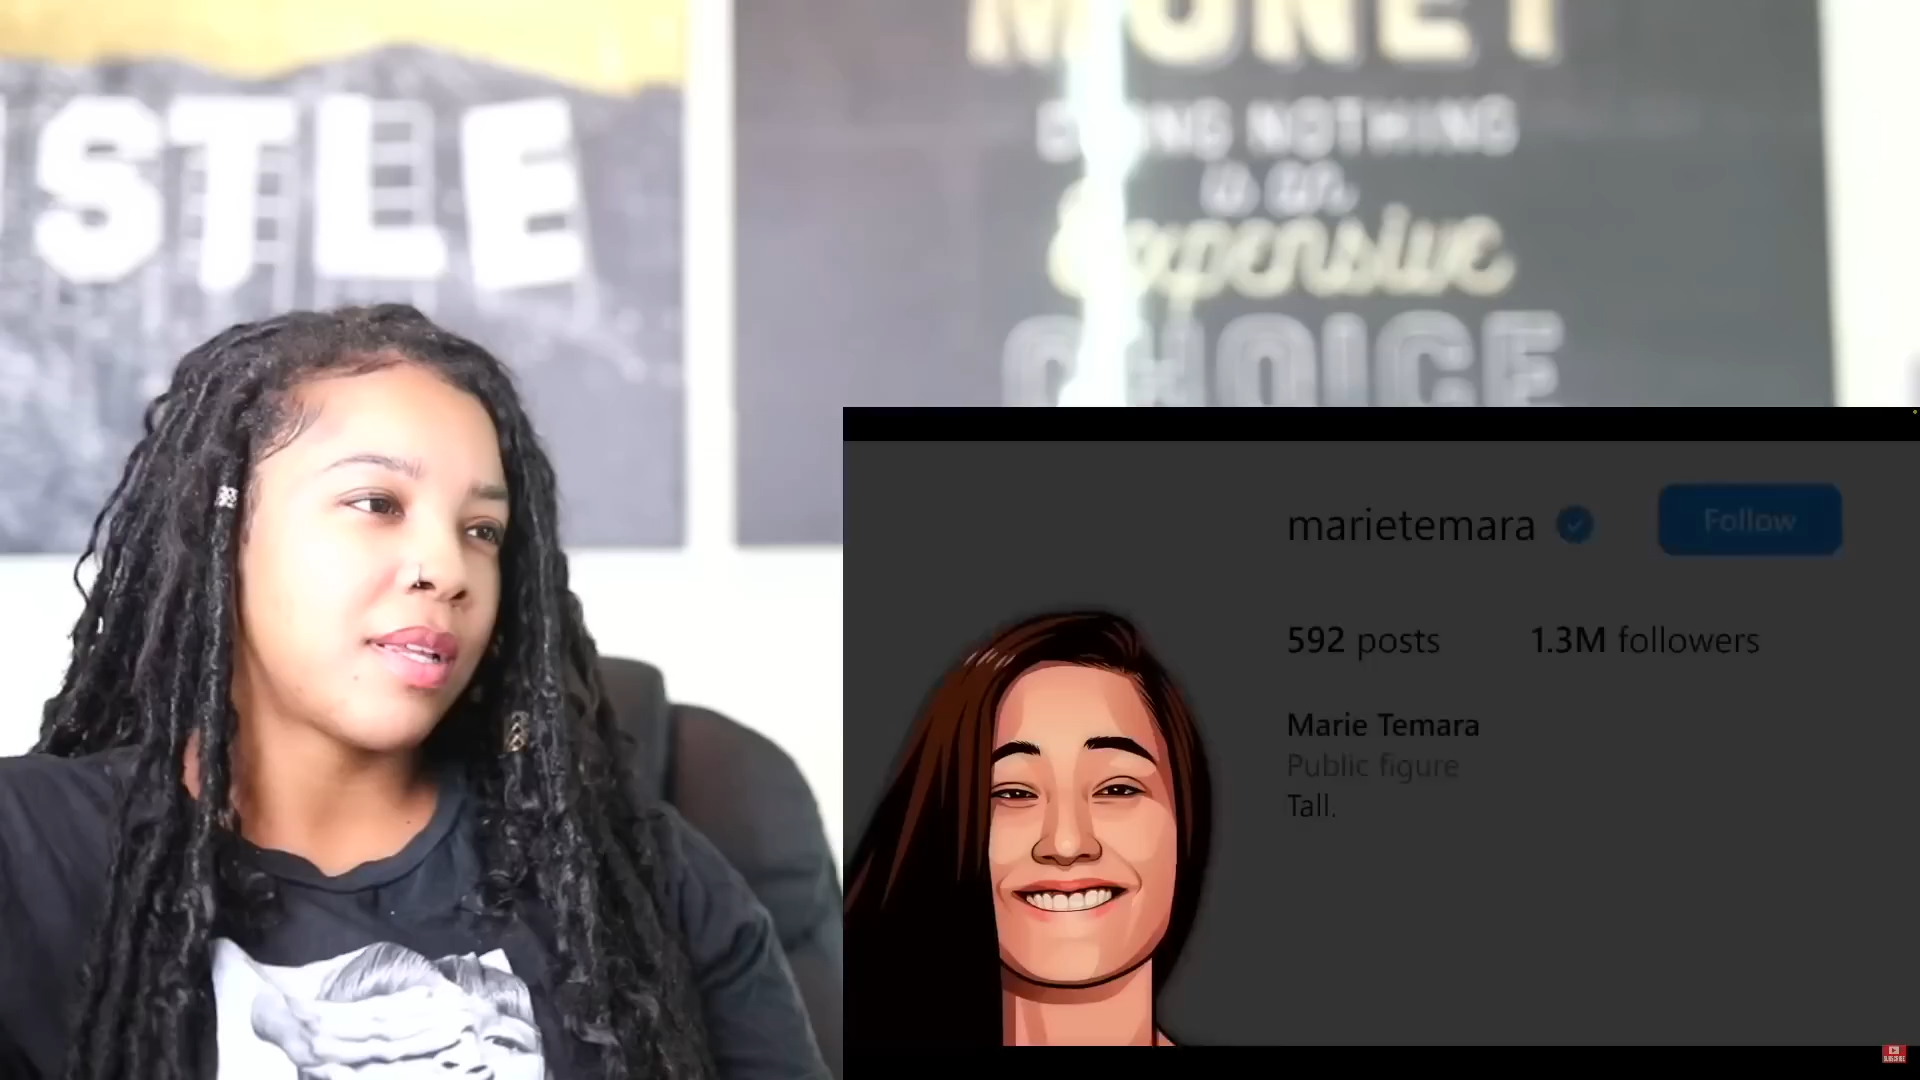 STLE
MONEY
DOING NOTHING
is an
Expensive
CHOICE
marietemara
Follow
592 posts 1.3M followers
Marie Temara
Public figure
Tall.
SUBSCRIBE